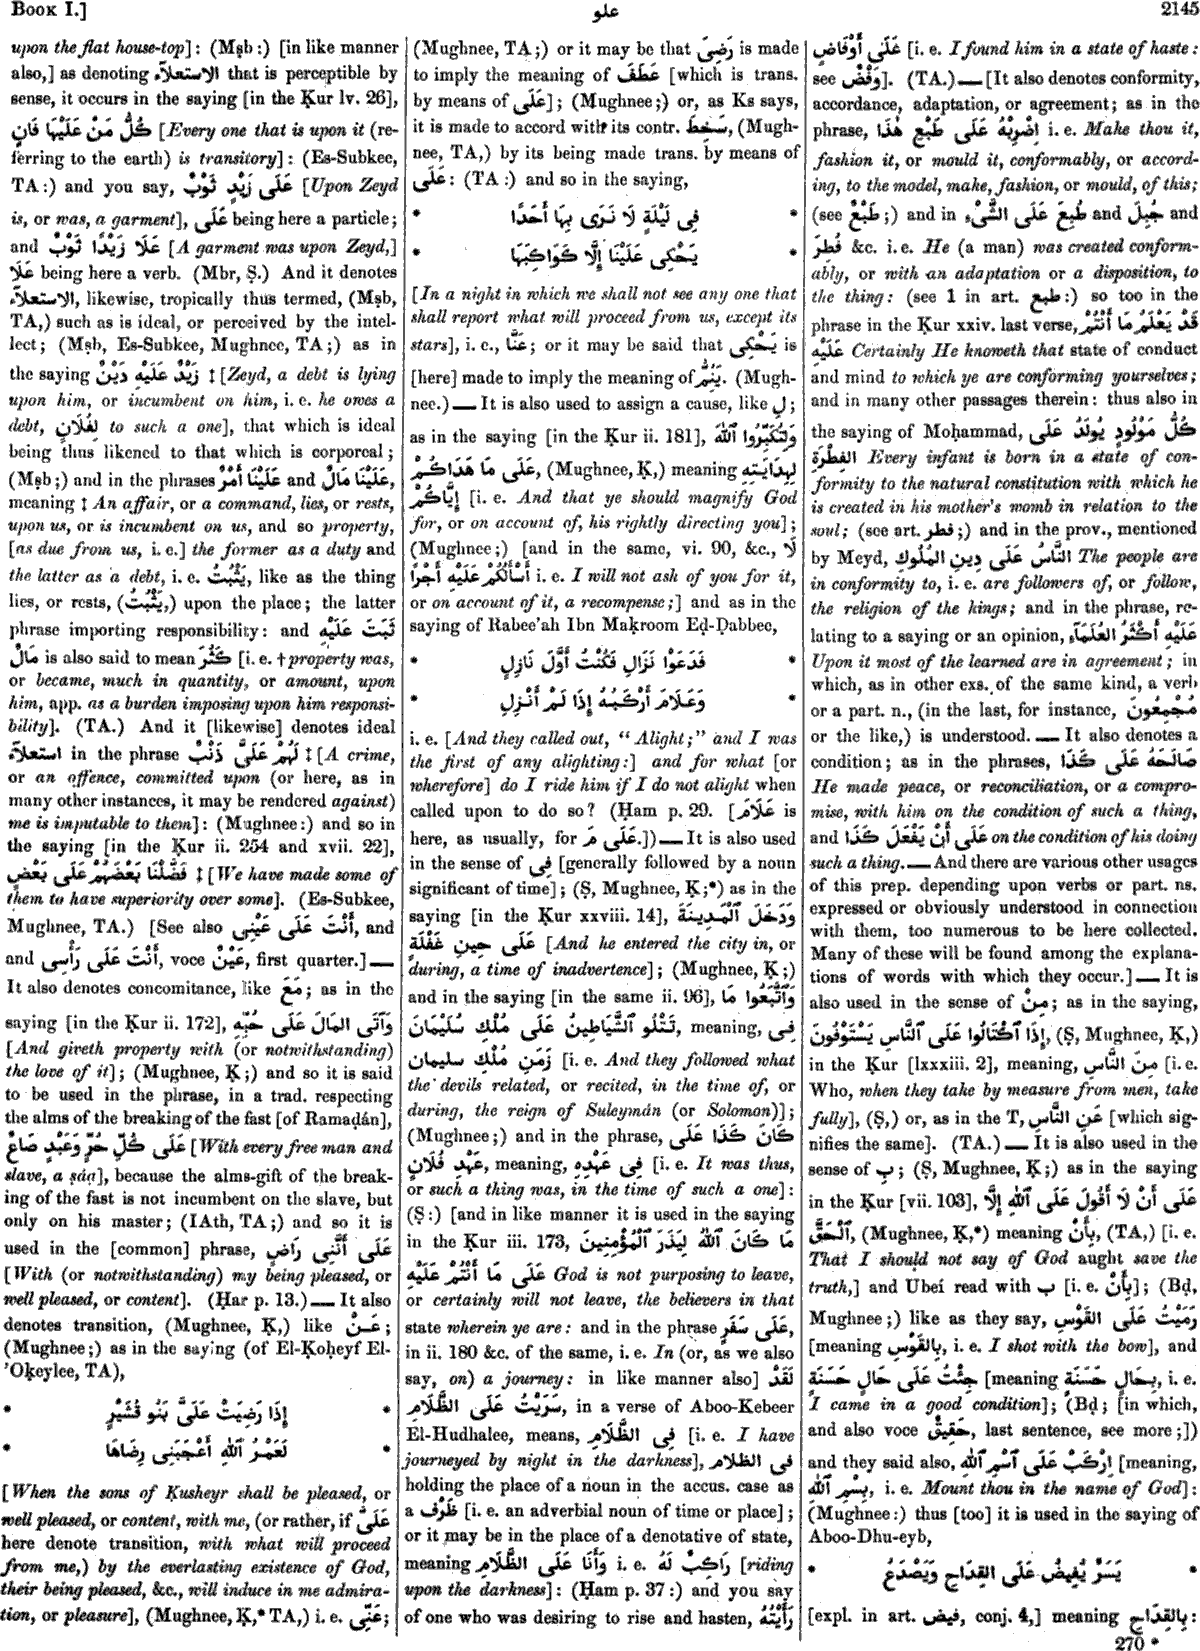 Book I.]
علو
2145
upon the flat house-top]: (Mṣb:) [in like manner
also,] as denoting الاِسْتِعْلَآء that is perceptible by
sense, it occurs in the saying [in the Ḳur lv. 26],
كُلُّ مَنْ عَلَيْهَا فَانٍ [Every one that is upon it (re-
ferring to the earth) is transitory]: (Es-Subkee,
TA:) and you say, عَلَى زَيْدٍ ثَوْبٌ [Upon Zeyd
is, or was, a garment], عَلَى being here a particle;
and عَلَا زَيْدًا ثَوْبٌ [A garment was upon Zeyd,]
عَلَا being here a verb. (Mbr, Ṣ.) And it denotes
الاِسْتِعْلَآء, likewise, tropically thus termed, (Mṣb,
TA,) such as is ideal, or perceived by the intel-
lect; (Mṣb, Es-Subkee, Mughnee, TA;) as in
the saying زَيْدٌ عَلَيْهِ دَيْنٌ ‡ [Zeyd, a debt is lying
upon him, or incumbent on him, i. e. he owes a
debt, لِفُلَانٍ to such a one], that which is ideal
being thus likened to that which is corporeal;
(Mṣb;) and in the phrases عَلَيْنَا أَمْرٌ and عَلَيْنَا مَالٌ,
meaning ‡ An affair, or a command, lies, or rests,
upon us, or is incumbent on us, and so property,
[as due from us, i. e.] the former as a duty and
the latter as a debt, i. e. يَثْبُتُ, like as the thing
lies, or rests, (يَثْبُتُ,) upon the place; the latter
phrase importing responsibility: and ثَبَتَ عَلَيْهِ
مَالٌ is also said to mean كَثُرَ [i. e. † property was,
or became, much in quantity, or amount, upon
him, app. as a burden imposing upon him responsi-
bility]. (TA.) And it [likewise] denotes ideal
استعلآء in the phrase لَهُمْ عَلَىَّ ذَنْبٌ ‡ [A crime,
or an offence, committed upon (or here, as in
many other instances, it may be rendered against)
me is imputable to them]: (Mughnee:) and so in
the saying [in the Ḳur ii. 254 and xvii. 22],
فَضَّلْنَا بَعْضَهُمْ عَلَى بَعْضٍ ‡ [We have made some of
them to have superiority over some]. (Es-Subkee,
Mughnee, TA.) [See also أَنْتَ عَلَى عَيْنِى, and
and أَنْتَ عَلَى رَأْسِى, voce عَيْنٌ, first quarter.] —
It also denotes concomitance, like مَعَ; as in the
saying [in the Ḳur ii. 172], وَآتَى المَالَ عَلَى حُبِّهِ
[And giveth property with (or notwithstanding)
the love of it]; (Mughnee, Ḳ;) and so it is said
to be used in the phrase, in a trad. respecting
the alms of the breaking of the fast [of Ramaḍán],
عَلَى كُلِّ حُرٍّ وَعَبْدٍ صَاعٌ [With every free man and
slave, a ṣáạ], because the alms-gift of the break-
ing of the fast is not incumbent on the slave, but
only on his master; (IAth, TA;) and so it is
used in the [common] phrase, عَلَى أَنَّنِى رَاضٍ
[With (or notwithstanding) my being pleased, or
well pleased, or content]. (Ḥar p. 13.) — It also
denotes transition, (Mughnee, Ḳ,) like عَنْ;
(Mughnee;) as in the saying (of El-Ḳoḥeyf El-
'Oḳeylee, TA),
* إِذَا رَضِيَتْ عَلَىَّ بَنُو قُشَيْرٍ *
* لَعَمْرُ ٱللّٰهِ أَعْجَبَنِى رِضَاهَا *
[When the sons of Ḳusheyr shall be pleased, or
well pleased, or content, with me, (or rather, if عَلَىَّ
here denote transition, with what will proceed
from me,) by the everlasting existence of God,
their being pleased, &c., will induce in me admira-
tion, or pleasure], (Mughnee, Ḳ,* TA,) i. e. عَنِّى;
(Mughnee, TA;) or it may be that رَضِىَ is made
to imply the meaning of عَطَفَ [which is trans.
by means of عَلَى]; (Mughnee;) or, as Ks says,
it is made to accord with its contr. سَخِطَ, (Mugh-
nee, TA,) by its being made trans. by means of
عَلَى: (TA:) and so in the saying,
* فِى لَيْلَةٍ لَا نَرَى بِهَا أَحَدًا *
* يَحْكِى عَلَيْنَا إِلَّا كَوَاكِبَهَا *
[In a night in which we shall not see any one that
shall report what will proceed from us, except its
stars], i. e., عَنَّا; or it may be said that يَحْكِى is
[here] made to imply the meaning of يَنُمُّ. (Mugh-
nee.) — It is also used to assign a cause, like لِ;
as in the saying [in the Ḳur ii. 181], وَلِتُكَبِّرُوا ٱللّٰهَ
عَلَى مَا هَدَاكُمْ, (Mughnee, Ḳ,) meaning لِهِدَايَتِهِ
إِيَّاكُمْ [i. e. And that ye should magnify God
for, or on account of, his rightly directing you];
(Mughnee;) [and in the same, vi. 90, &c., لَا
أَسْأَلُكُمْ عَلَيْهِ أَجْرًا i. e. I will not ask of you for it,
or on account of it, a recompense;] and as in the
saying of Rabee'ah Ibn Maḳroom Eḍ-Ḍabbee,
* فَدَعَوْا نَزَالِ فَكُنْتُ أَوَّلَ نَازِلٍ *
* وَعَلَامَ أَرْكَبُهُ إِذَا لَمْ أَنْزِلِ *
i. e. [And they called out, "Alight;" and I was
the first of any alighting:] and for what [or
wherefore] do I ride him if I do not alight when
called upon to do so? (Ḥam p. 29. [عَلَامَ is
here, as usually, for عَلَى مَ.]) — It is also used
in the sense of فِى [generally followed by a noun
significant of time]; (Ṣ, Mughnee, Ḳ;*) as in the
saying [in the Ḳur xxviii. 14], وَدَخَلَ ٱلْمَدِينَةَ
عَلَى حِينِ غَفْلَةٍ [And he entered the city in, or
during, a time of inadvertence]; (Mughnee, Ḳ;)
and in the saying [in the same ii. 96], وَٱتَّبَعُوا مَا
تَتْلُو ٱلشَّيَاطِينُ عَلَى مُلْكِ سُلَيْمَانَ, meaning, فِى
زَمَنِ مُلْكِ سليمان [i. e. And they followed what
the devils related, or recited, in the time of, or
during, the reign of Suleymán (or Solomon)];
(Mughnee;) and in the phrase, كَانَ كَذَا عَلَى
عَهْدِ فُلَانٍ, meaning, فِى عَهْدِهِ [i. e. It was thus,
or such a thing was, in the time of such a one]:
(Ṣ:) [and in like manner it is used in the saying
in the Ḳur iii. 173, مَا كَانَ ٱللّٰهُ لِيَذَرَ ٱلْمُؤْمِنِينَ
عَلَى مَا أَنْتُمْ عَلَيْهِ God is not purposing to leave,
or certainly will not leave, the believers in that
state wherein ye are: and in the phrase عَلَى سَفَرٍ,
in ii. 180 &c. of the same, i. e. In (or, as we also
say, on) a journey: in like manner also] لَقَدْ
سَرَيْتُ عَلَى الظَّلَامِ, in a verse of Aboo-Kebeer
El-Hudhalee, means, فِى الظَّلَامِ [i. e. I have
journeyed by night in the darkness], فى الظلام
holding the place of a noun in the accus. case as
a ظَرْف [i. e. an adverbial noun of time or place];
or it may be in the place of a denotative of state,
meaning وَأَنَا عَلَى الظَّلَامِ i. e. رَاكِبٌ لَهُ [riding
upon the darkness]: (Ḥam p. 37:) and you say
of one who was desiring to rise and hasten, رَأَيْتُهُ
عَلَى أَوْفَاضٍ [i. e. I found him in a state of haste:
see وَفْضٌ]. (TA.) — [It also denotes conformity,
accordance, adaptation, or agreement; as in the
phrase, اِضْرِبْهُ عَلَى طَبْعِ هٰذَا i. e. Make thou it,
fashion it, or mould it, conformably, or accord-
ing, to the model, make, fashion, or mould, of this;
(see طَبْعٌ;) and in طُبِعَ عَلَى الشَّىْءِ and جُبِلَ and
فُطِرَ &c. i. e. He (a man) was created conform-
ably, or with an adaptation or a disposition, to
the thing: (see 1 in art. طبع:) so too in the
phrase in the Ḳur xxiv. last verse, قَدْ يَعْلَمُ مَا أَنْتُمْ
عَلَيْهِ Certainly He knoweth that state of conduct
and mind to which ye are conforming yourselves;
and in many other passages therein: thus also in
the saying of Moḥammad, كُلُّ مَوْلُودٍ يُولَدُ عَلَى
الفِطْرَةِ Every infant is born in a state of con-
formity to the natural constitution with which he
is created in his mother's womb in relation to the
soul; (see art. فطر;) and in the prov., mentioned
by Meyd, النَّاسُ عَلَى دِينِ المُلُوكِ The people are
in conformity to, i. e. are followers of, or follow,
the religion of the kings; and in the phrase, re-
lating to a saying or an opinion, عَلَيْهِ أَكْثَرُ العُلَمَآءِ
Upon it most of the learned are in agreement; in
which, as in other exs. of the same kind, a verb
or a part. n., (in the last, for instance, مُجْمِعُونَ
or the like,) is understood. — It also denotes a
condition; as in the phrases, صَالَحَهُ عَلَى كَذَا
He made peace, or reconciliation, or a compro-
mise, with him on the condition of such a thing,
and عَلَى أَنْ يَفْعَلَ كَذَا on the condition of his doing
such a thing. — And there are various other usages
of this prep. depending upon verbs or part. ns.
expressed or obviously understood in connection
with them, too numerous to be here collected.
Many of these will be found among the explana-
tions of words with which they occur.] — It is
also used in the sense of مِنْ; as in the saying,
إِذَا ٱكْتَالُوا عَلَى ٱلنَّاسِ يَسْتَوْفُونَ, (Ṣ, Mughnee, Ḳ,)
in the Ḳur [lxxxiii. 2], meaning, مِنَ النَّاسِ [i. e.
Who, when they take by measure from men, take
fully], (Ṣ,) or, as in the T, عَنِ النَّاسِ [which sig-
nifies the same]. (TA.) — It is also used in the
sense of بِ; (Ṣ, Mughnee, Ḳ;) as in the saying
in the Ḳur [vii. 103], عَلَى أَنْ لَا أَقُولَ عَلَى ٱللّٰهِ إِلَّا
ٱلْحَقَّ, (Mughnee, Ḳ,*) meaning بِأَنْ, (TA,) [i. e.
That I should not say of God aught save the
truth,] and Ubeí read with ب [i. e. بِأَنْ]; (Bḍ,
Mughnee;) like as they say, رَمَيْتُ عَلَى القَوْسِ
[meaning بِالقَوْسِ, i. e. I shot with the bow], and
جِئْتُ عَلَى حَالٍ حَسَنَةٍ [meaning بِحَالٍ حَسَنَةٍ, i. e.
I came in a good condition]; (Bḍ; [in which,
and also voce حَقِيقٌ, last sentence, see more;])
and they said also, اِرْكَبْ عَلَى ٱسْمِ ٱللّٰهِ [meaning,
بِسْمِ ٱللّٰهِ, i. e. Mount thou in the name of God]:
(Mughnee:) thus [too] it is used in the saying of
Aboo-Dhu-eyb,
* يَسَرٌ يُفِيضُ عَلَى القِدَاحِ وَيَصْدَعُ *
[expl. in art. فيض, conj. 4,] meaning بِالقِدَاحِ:
270 *